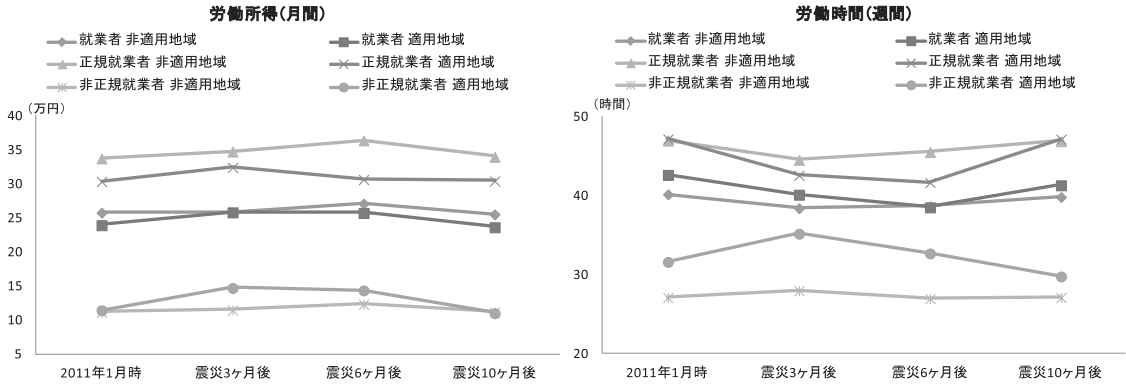 労働所得(月間)
就業者 非適用地域 就業者 適用地域
正規就業者 非適用地域 正規就業者 適用地域
非正規就業者 非適用地域 非正規就業者 適用地域
(万円)
40
35
30
25
20
15
10
5
2011年1月時 震災3ヶ月後 震災6ヶ月後 震災10ヶ月後
労働時間(週間)
就業者 非適用地域 就業者 適用地域
正規就業者 非適用地域 正規就業者 適用地域
非正規就業者 非適用地域 非正規就業者 適用地域
(時間)
50
40
30
20
2011年1月時 震災3ヶ月後 震災6ヶ月後 震災10ヶ月後